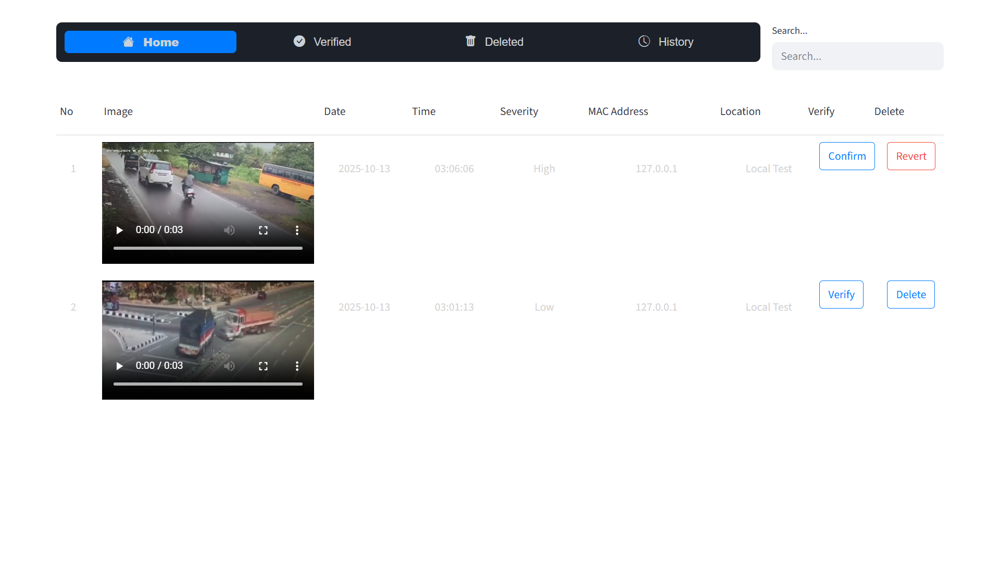 Home Verified Deleted History
Search...
Search...
No Image Date Time Severity MAC Address Location Verify Delete
1 2025-10-13 03:06:06 High 127.0.0.1 Local Test Confirm Revert
0:00 / 0:03
2 2025-10-13 03:01:13 Low 127.0.0.1 Local Test Verify Delete
0:00 / 0:03